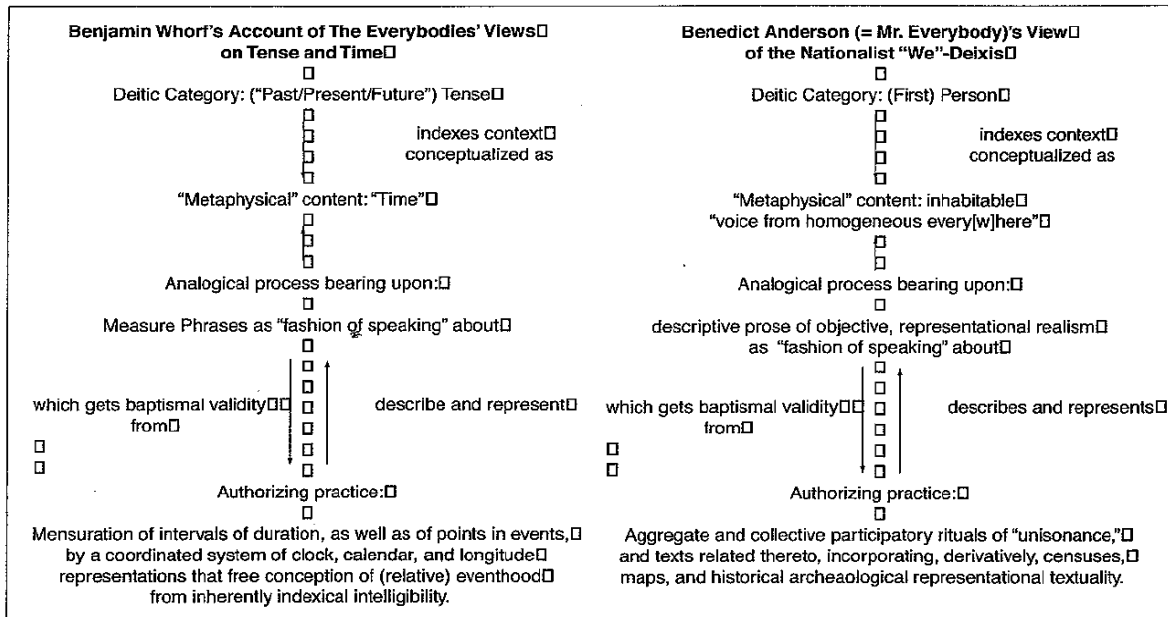 Benjamin Whorf's Account of The Everybodies' Views
on Tense and Time
Deitic Category: ("Past/Present/Future") Tense
indexes context
conceptualized as
"Metaphysical" content: "Time"
Analogical process bearing upon:
Measure Phrases as "fashion of speaking" about
which gets baptismal validity
from
describe and represent
Authorizing practice:
Mensuration of intervals of duration, as well as of points in events,
by a coordinated system of clock, calendar, and longitude
representations that free conception of (relative) eventhood
from inherently indexical intelligibility.
Benedict Anderson (= Mr. Everybody)'s View
of the Nationalist "We"-Deixis
Deitic Category: (First) Person
indexes context
conceptualized as
"Metaphysical" content: inhabitable
"voice from homogeneous every[w]here"
Analogical process bearing upon:
descriptive prose of objective, representational realism
as "fashion of speaking" about
which gets baptismal validity
from
describes and represents
Authorizing practice:
Aggregate and collective participatory rituals of "unisonance,"
and texts related thereto, incorporating, derivatively, censuses,
maps, and historical archeaological representational textuality.